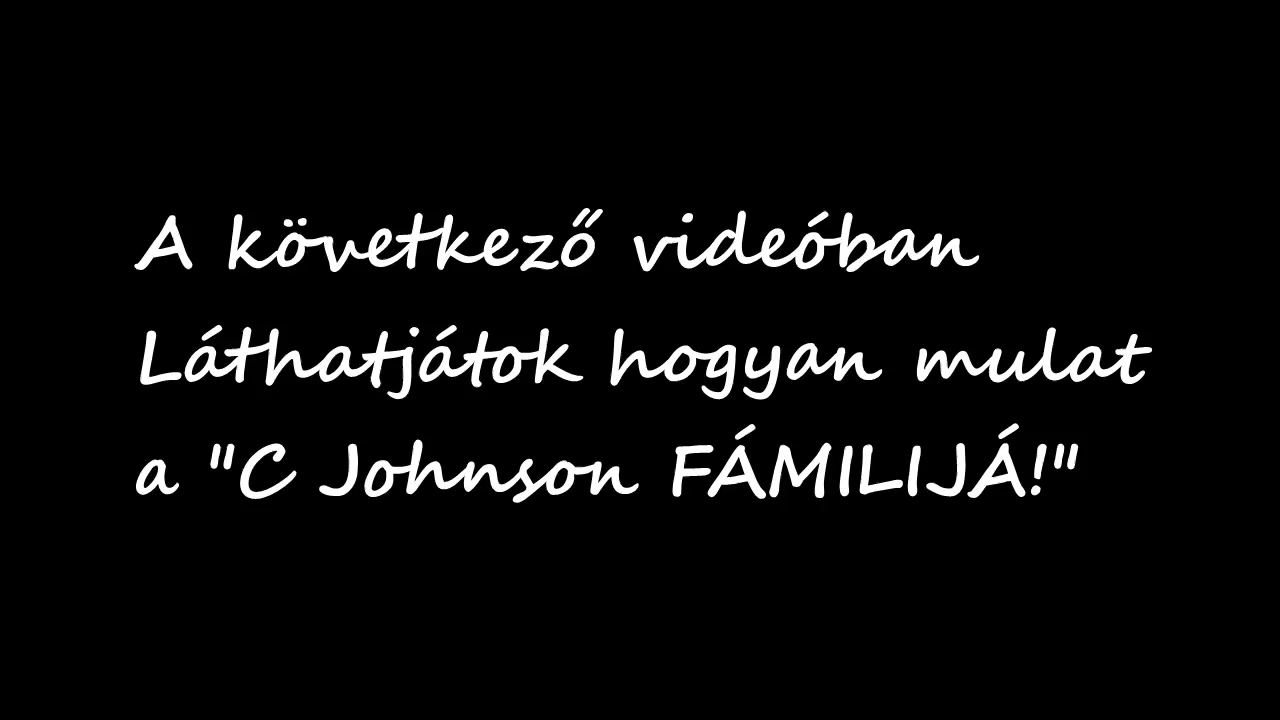 A következő videóban
Láthatjátok hogyan mulat
a "C Johnson FÁMILIJÁ!"